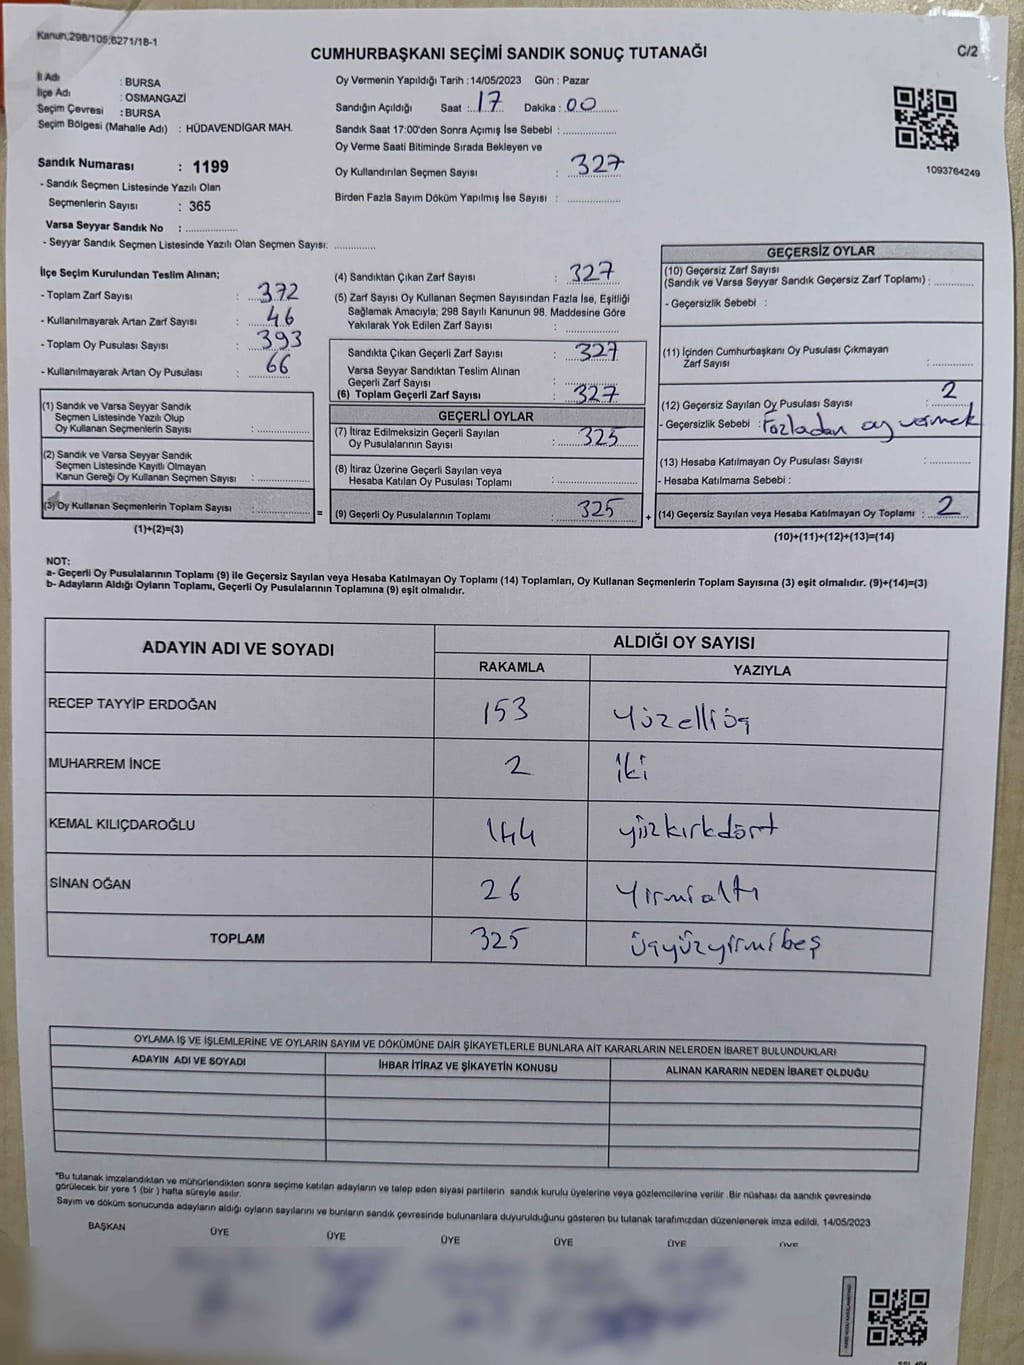 Kanun;298/105;6271/18-1
CUMHURBAŞKANI SEÇİMİ SANDIK SONUÇ TUTANAĞI
C/2
İl Adı : BURSA
İlçe Adı : OSMANGAZİ
Seçim Çevresi : BURSA
Seçim Bölgesi (Mahalle Adı) : HÜDAVENDİGAR MAH.
Oy Vermenin Yapıldığı Tarih : 14/05/2023 Gün : Pazar
Sandığın Açıldığı Saat : 17 Dakika : 00
Sandık Saat 17:00'den Sonra Açımış İse Sebebi :
Oy Verme Saati Bitiminde Sırada Bekleyen ve
Oy Kullandırılan Seçmen Sayısı : 327
Birden Fazla Sayım Döküm Yapılmış İse Sayısı :
1093764249
Sandık Numarası : 1199
- Sandık Seçmen Listesinde Yazılı Olan
Seçmenlerin Sayısı : 365
Varsa Seyyar Sandık No :
- Seyyar Sandık Seçmen Listesinde Yazılı Olan Seçmen Sayısı:
İlçe Seçim Kurulundan Teslim Alınan;
- Toplam Zarf Sayısı : 372
- Kullanılmayarak Artan Zarf Sayısı : 46
- Toplam Oy Pusulası Sayısı : 393
- Kullanılmayarak Artan Oy Pusulası : 66
(1) Sandık ve Varsa Seyyar Sandık
Seçmen Listesinde Yazılı Olup
Oy Kullanan Seçmenlerin Sayısı :
(2) Sandık ve Varsa Seyyar Sandık
Seçmen Listesinde Kayıtlı Olmayan
Kanun Gereği Oy Kullanan Seçmen Sayısı :
(3) Oy Kullanan Seçmenlerin Toplam Sayısı :
(1)+(2)=(3)
(4) Sandıktan Çıkan Zarf Sayısı : 327
(5) Zarf Sayısı Oy Kullanan Seçmen Sayısından Fazla İse, Eşitliği
Sağlamak Amacıyla; 298 Sayılı Kanunun 98. Maddesine Göre
Yakılarak Yok Edilen Zarf Sayısı :
Sandıkta Çıkan Geçerli Zarf Sayısı : 327
Varsa Seyyar Sandıktan Teslim Alınan
Geçerli Zarf Sayısı :
(6) Toplam Geçerli Zarf Sayısı : 327
GEÇERLİ OYLAR
(7) İtiraz Edilmeksizin Geçerli Sayılan
Oy Pusulalarının Sayısı : 325
(8) İtiraz Üzerine Geçerli Sayılan veya
Hesaba Katılan Oy Pusulası Toplamı :
= (9) Geçerli Oy Pusulalarının Toplamı : 325
GEÇERSİZ OYLAR
(10) Geçersiz Zarf Sayısı
(Sandık ve Varsa Seyyar Sandık Geçersiz Zarf Toplamı) :
- Geçersizlik Sebebi :
(11) İçinden Cumhurbaşkanı Oy Pusulası Çıkmayan
Zarf Sayısı :
(12) Geçersiz Sayılan Oy Pusulası Sayısı : 2
- Geçersizlik Sebebi : Fazladan oy vermek
(13) Hesaba Katılmayan Oy Pusulası Sayısı :
- Hesaba Katılmama Sebebi :
+ (14) Geçersiz Sayılan veya Hesaba Katılmayan Oy Toplamı : 2
(10)+(11)+(12)+(13)=(14)
NOT:
a- Geçerli Oy Pusulalarının Toplamı (9) ile Geçersiz Sayılan veya Hesaba Katılmayan Oy Toplamı (14) Toplamları, Oy Kullanan Seçmenlerin Toplam Sayısına (3) eşit olmalıdır. (9)+(14)=(3)
b- Adayların Aldığı Oyların Toplamı, Geçerli Oy Pusulalarının Toplamına (9) eşit olmalıdır.
ADAYIN ADI VE SOYADI ALDIĞI OY SAYISI
RAKAMLA YAZIYLA
RECEP TAYYİP ERDOĞAN 153 Yüzelliüç
MUHARREM İNCE 2 iki
KEMAL KILIÇDAROĞLU 144 yüzkırkdört
SİNAN OĞAN 26 Yirmialtı
TOPLAM 325 üçyüzyirmibeş
OYLAMA İŞ VE İŞLEMLERİNE VE OYLARIN SAYIM VE DÖKÜMÜNE DAİR ŞİKAYETLERLE BUNLARA AİT KARARLARIN NELERDEN İBARET BULUNDUKLARI
ADAYIN ADI VE SOYADI İHBAR İTİRAZ VE ŞİKAYETİN KONUSU ALINAN KARARIN NEDEN İBARET OLDUĞU
*Bu tutanak imzalandıktan ve mühürlendikten sonra seçime katılan adayların ve talep eden siyasi partilerin sandık kurulu üyelerine veya gözlemcilerine verilir. Bir nüshası da sandık çevresinde
görülecek bir yere 1 (bir) hafta süreyle asılır.
Sayım ve döküm sonucunda adayların aldığı oyların sayılarını ve bunların sandık çevresinde bulunanlara duyurulduğunu gösteren bu tutanak tarafımızdan düzenlenerek imza edildi. 14/05/2023
BAŞKAN ÜYE ÜYE ÜYE ÜYE ÜYE ÜYE